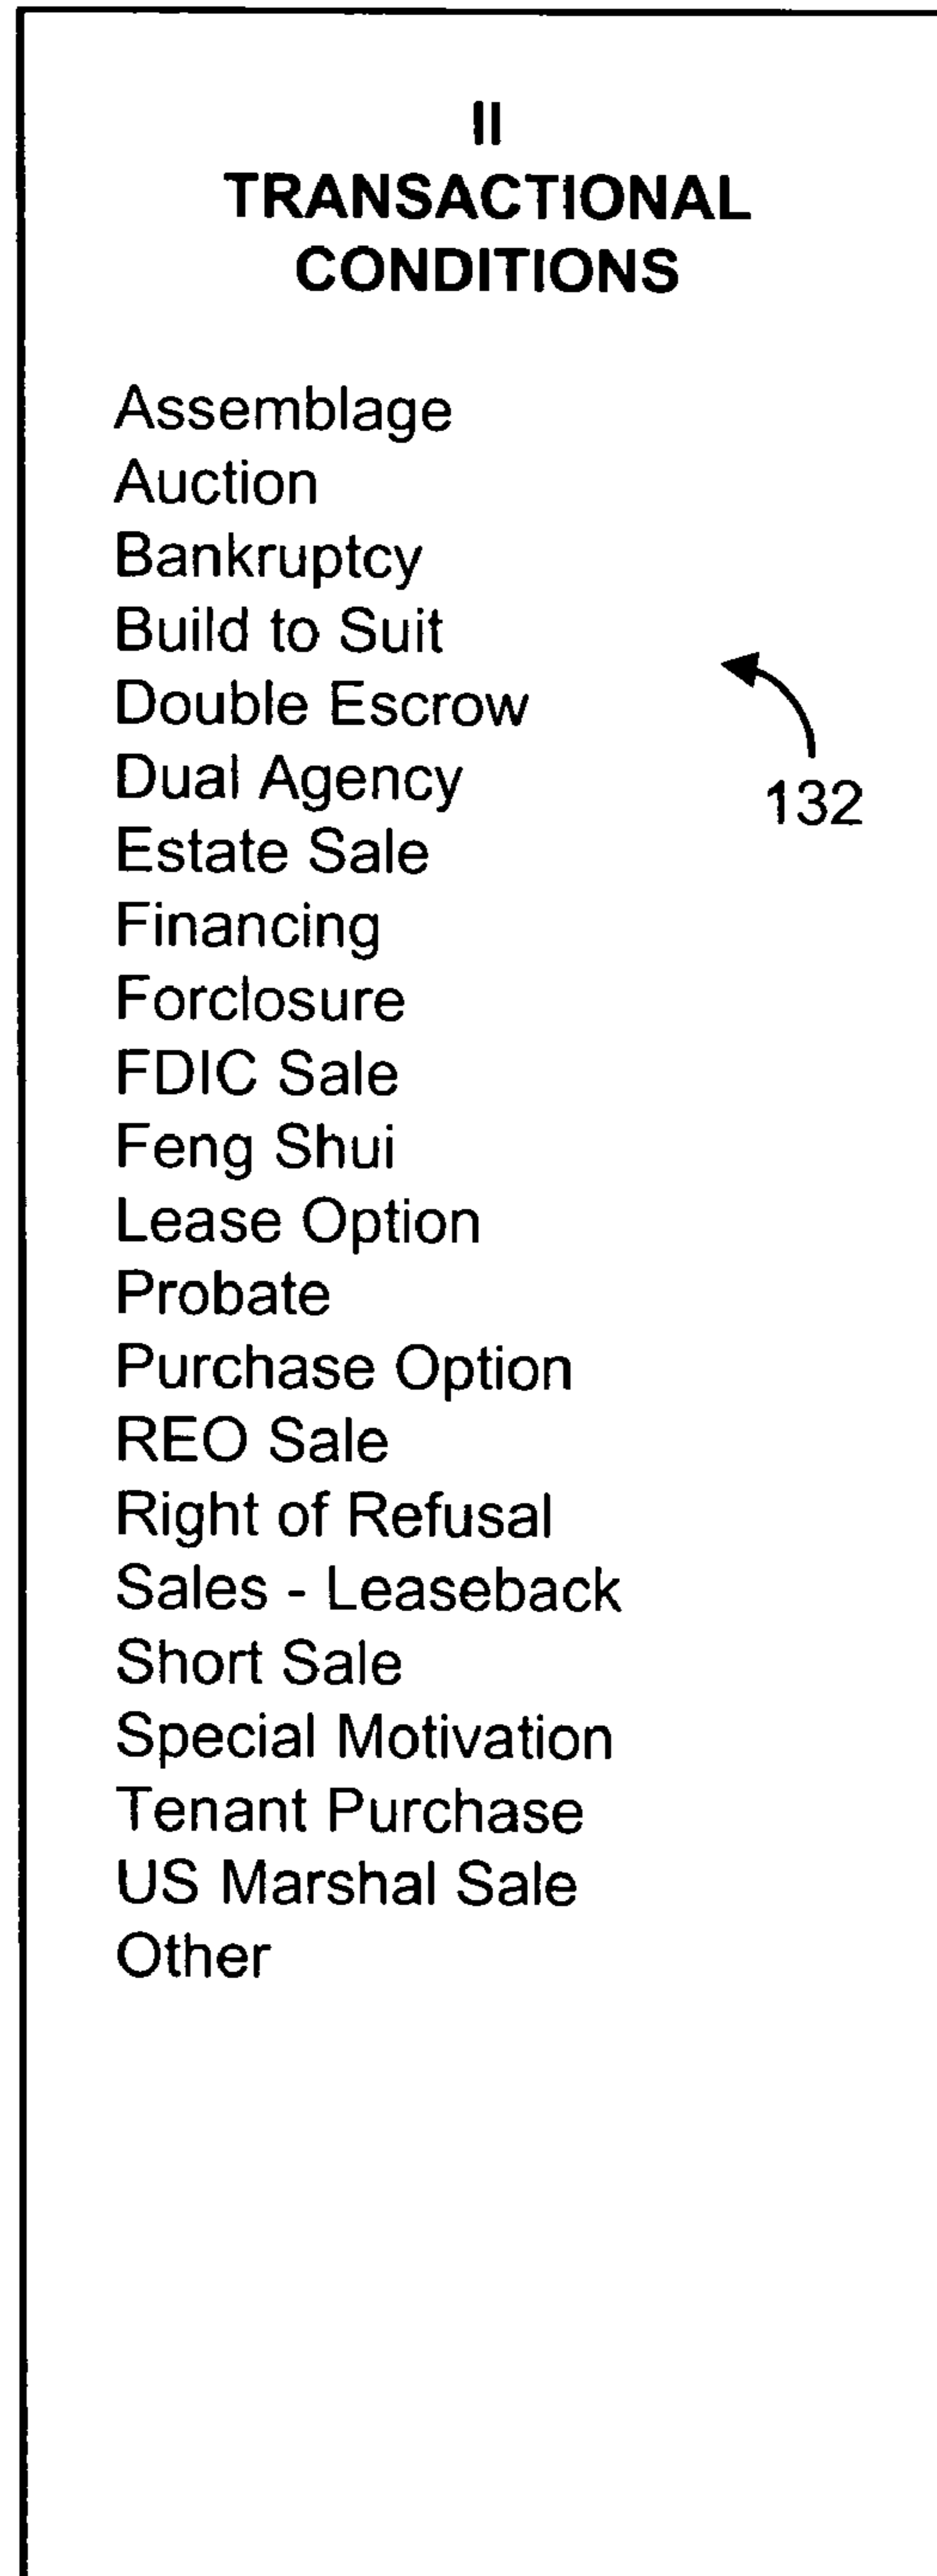 II
TRANSACTIONAL
CONDITIONS
Assemblage
Auction
Bankruptcy
Build to Suit
Double Escrow
Dual Agency
132
Estate Sale
Financing
Forclosure
FDIC Sale
Feng Shui
Lease Option
Probate
Purchase Option
REO Sale
Right of Refusal
Sales - Leaseback
Short Sale
Special Motivation
Tenant Purchase
US Marshal Sale
Other